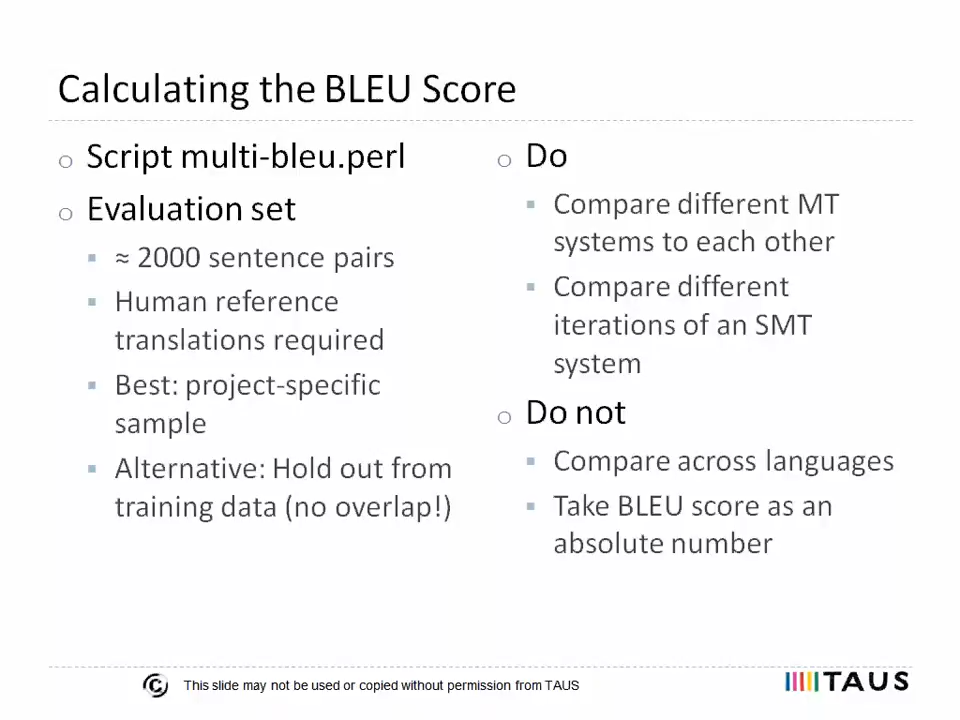 Calculating the BLEU Score
Script multi-bleu.perl
Evaluation set
≈ 2000 sentence pairs
Human reference
translations required
Best: project-specific
sample
Alternative: Hold out from
training data (no overlap!)
Do
Compare different MT
systems to each other
Compare different
iterations of an SMT
system
Do not
Compare across languages
Take BLEU score as an
absolute number
This slide may not be used or copied without permission from TAUS
TAUS